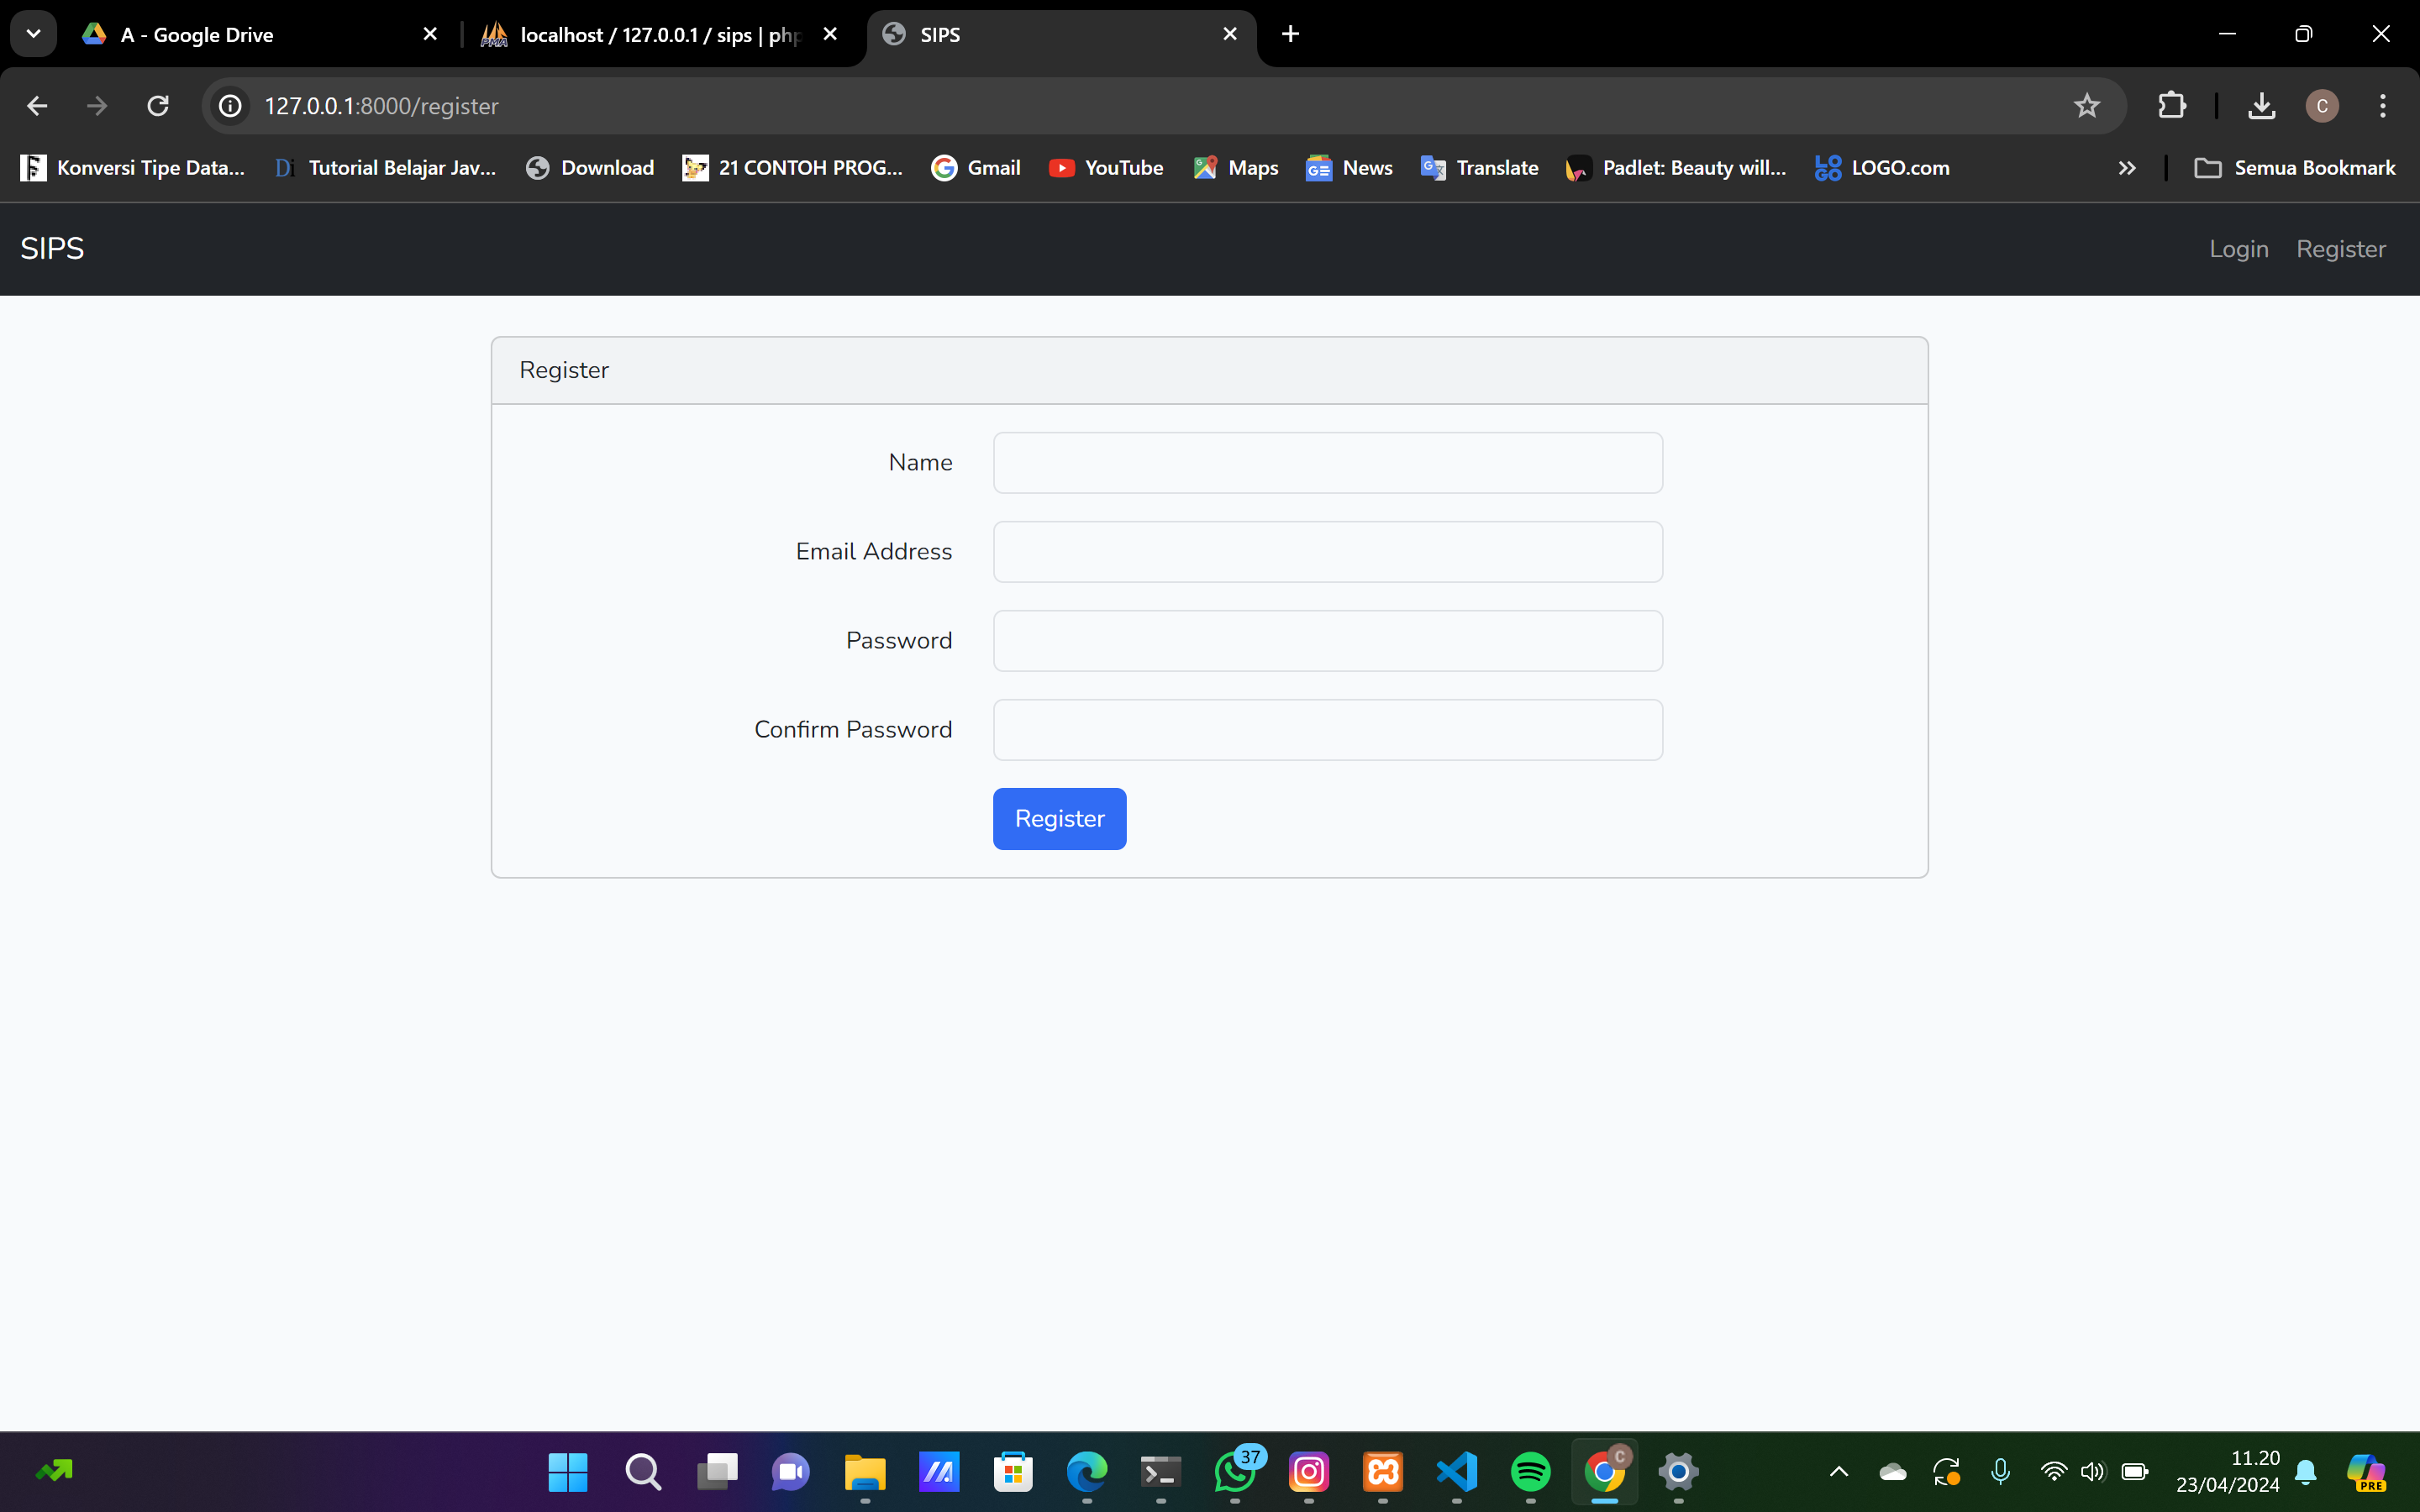 A - Google Drive
localhost / 127.0.0.1 / sips | php
SIPS
127.0.0.1:8000/register
C
Konversi Tipe Data...
Di Tutorial Belajar Jav...
Download
21 CONTOH PROG...
Gmail
YouTube
Maps
News
Translate
Padlet: Beauty will...
LOGO.com
Semua Bookmark
SIPS
Login
Register
Register
Name
Email Address
Password
Confirm Password
Register
37
C
11.20
23/04/2024
PRE